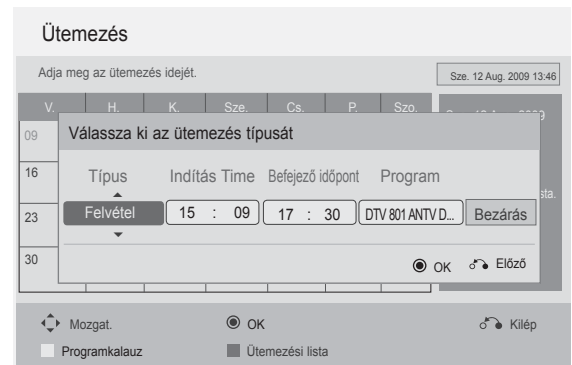 Ütemezés
Adja meg az ütemezés idejét.
Sze. 12 Aug. 2009 13:46
V. H. K. Sze. Cs. P. Szo.
09
Válassza ki az ütemezés típusát
16
Típus Indítás Time Befejező időpont Program
sta.
23
Felvétel 15 : 09 17 : 30 DTV 801 ANTV D... Bezárás
30
OK Előző
Mozgat. OK Kilép
Programkalauz Ütemezési lista